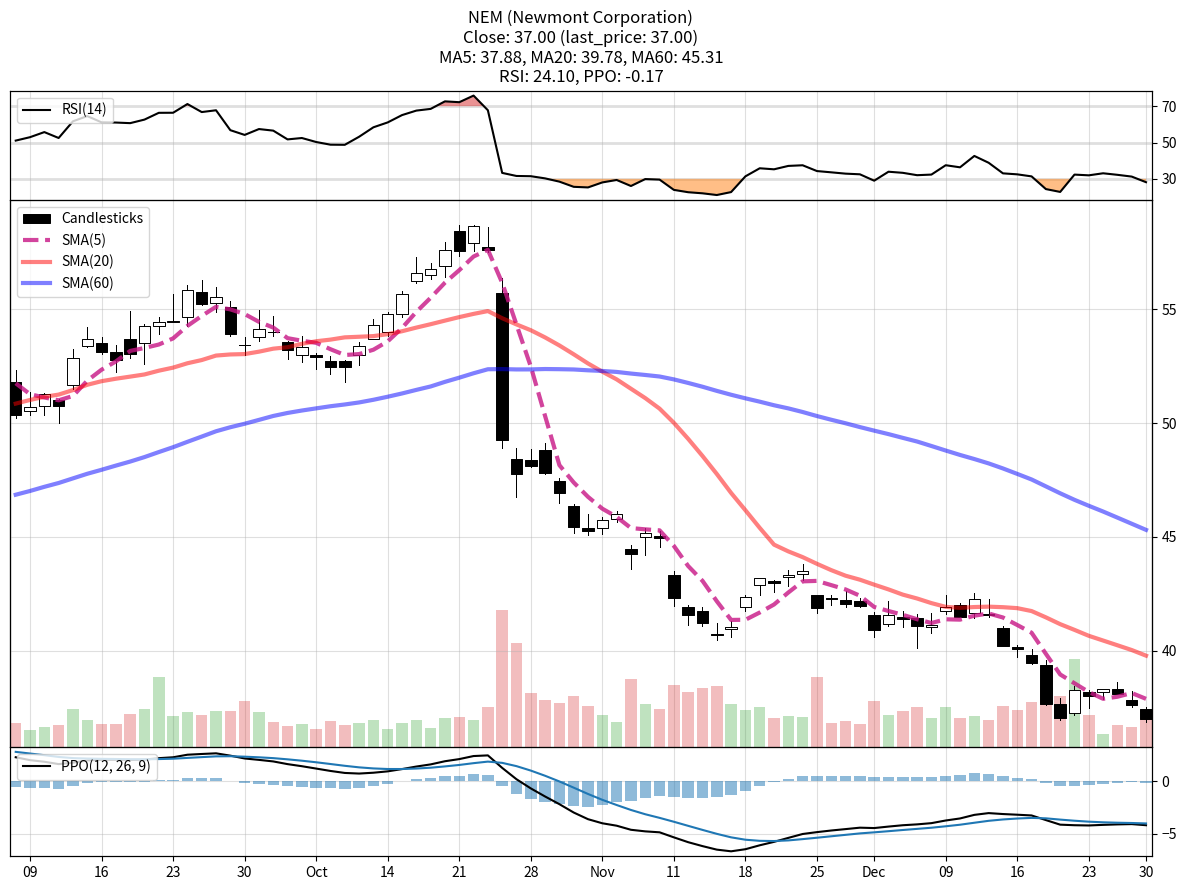 NEM (Newmont Corporation)
Close: 37.00 (last_price: 37.00)
MA5: 37.88, MA20: 39.78, MA60: 45.31
RSI: 24.10, PPO: -0.17
RSI(14)
70
50
30
Candlesticks
SMA(5)
SMA(20)
SMA(60)
55
50
45
40
PPO(12, 26, 9)
0
−5
09 16 23 30 Oct 14 21 28 Nov 11 18 25 Dec 09 16 23 30